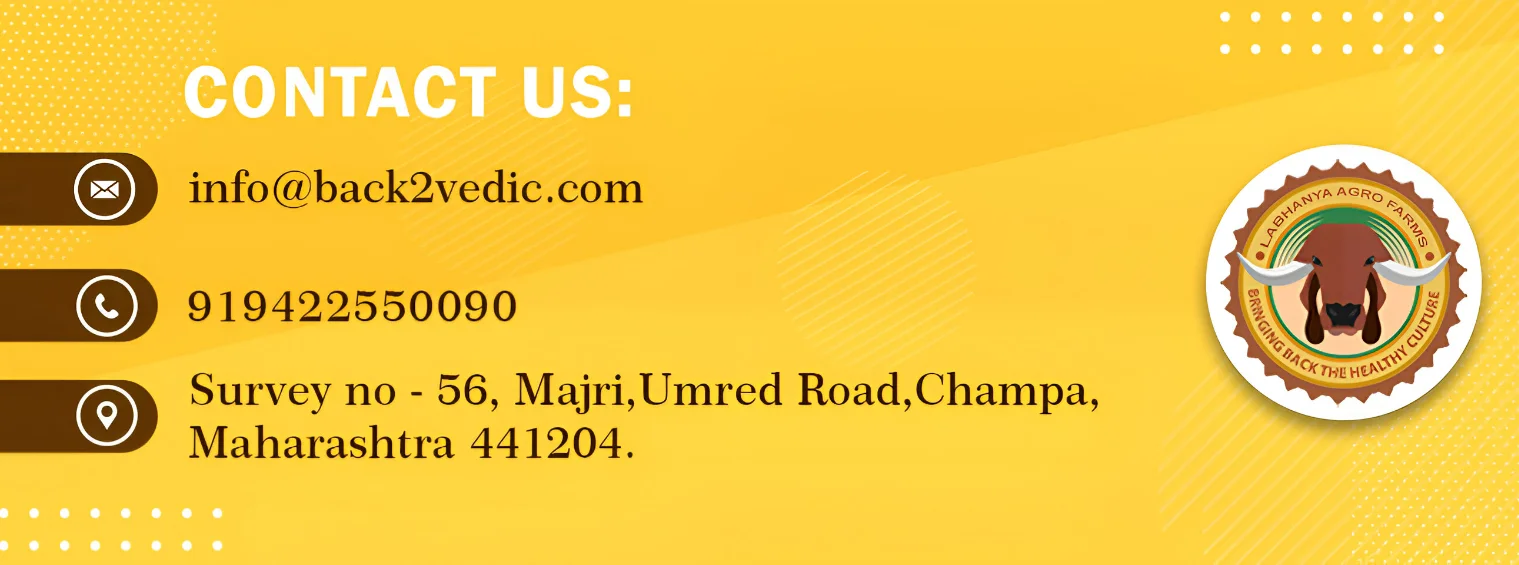 CONTACT US:
info@back2vedic.com
919422550090
Survey no - 56, Majri,Umred Road,Champa,
Maharashtra 441204.
LABHANYA AGRO FARMS
BRINGING BACK THE HEALTHY CULTURE